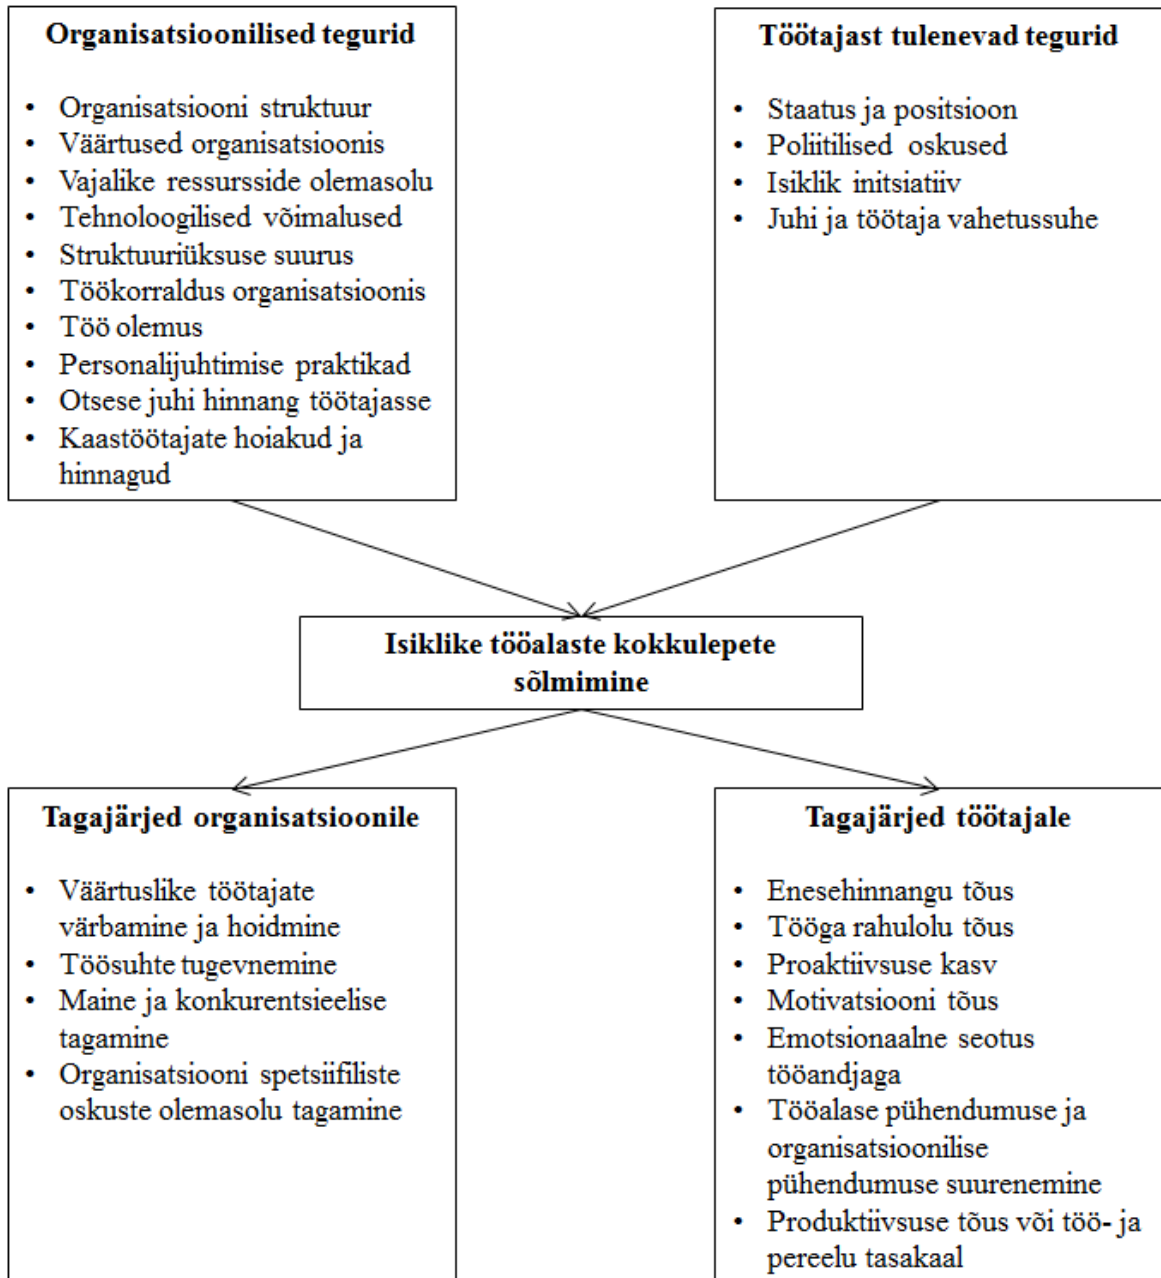 Organisatsioonilised tegurid
• Organisatsiooni struktuur
• Väärtused organisatsioonis
• Vajalike ressursside olemasolu
• Tehnoloogilised võimalused
• Struktuuriüksuse suurus
• Töökorraldus organisatsioonis
• Töö olemus
• Personalijuhtimise praktikad
• Otsese juhi hinnang töötajasse
• Kaastöötajate hoiakud ja
hinnagud
Töötajast tulenevad tegurid
• Staatus ja positsioon
• Poliitilised oskused
• Isiklik initsiatiiv
• Juhi ja töötaja vahetussuhe
Isiklike tööalaste kokkulepete
sõlmimine
Tagajärjed organisatsioonile
• Väärtuslike töötajate
värbamine ja hoidmine
• Töösuhte tugevnemine
• Maine ja konkurentsieelise
tagamine
• Organisatsiooni spetsiifiliste
oskuste olemasolu tagamine
Tagajärjed töötajale
• Enesehinnangu tõus
• Tööga rahulolu tõus
• Proaktiivsuse kasv
• Motivatsiooni tõus
• Emotsionaalne seotus
tööandjaga
• Tööalase pühendumuse ja
organisatsioonilise
pühendumuse suurenemine
• Produktiivsuse tõus või töö- ja
pereelu tasakaal